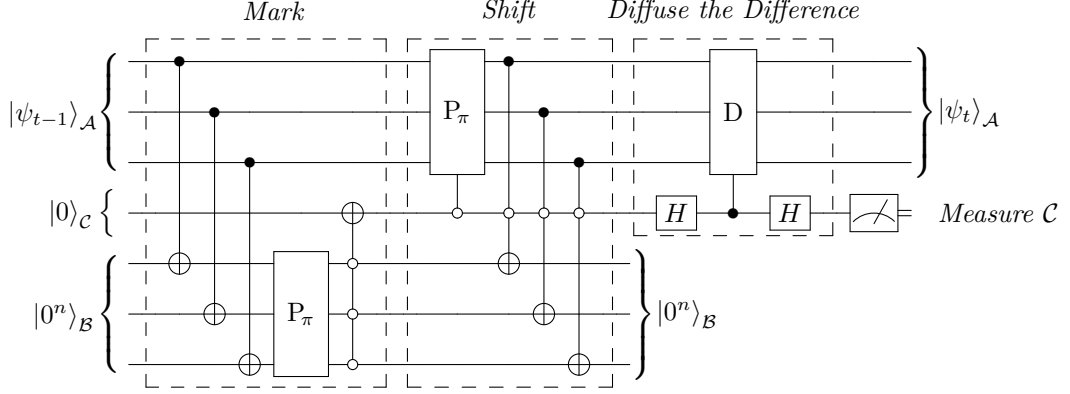 Mark Shift Diffuse the Difference
|ψ_{t−1}⟩_𝒜 P_π D |ψ_t⟩_𝒜
|0⟩_𝒞 H H Measure 𝒞
|0^n⟩_ℬ P_π |0^n⟩_ℬ